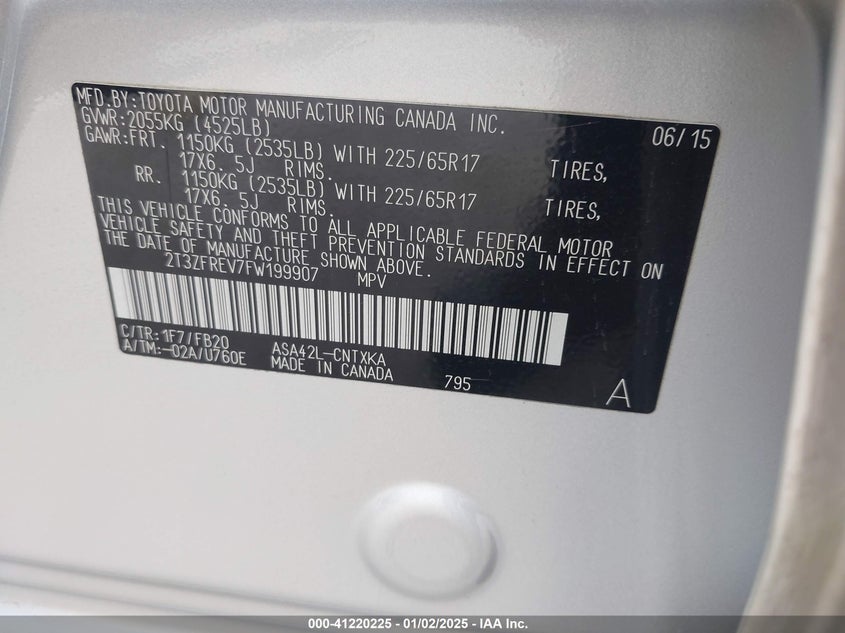 MFD.BY:TOYOTA MOTOR MANUFACTURING CANADA INC. 06/15
GVWR:2055KG (4525LB)
GAWR:FRT. 1150KG (2535LB) WITH 225/65R17 TIRES,
17X6.5J RIMS.
RR. 1150KG (2535LB) WITH 225/65R17 TIRES,
17X6.5J RIMS.
THIS VEHICLE CONFORMS TO ALL APPLICABLE FEDERAL MOTOR
VEHICLE SAFETY AND THEFT PREVENTION STANDARDS IN EFFECT ON
THE DATE OF MANUFACTURE SHOWN ABOVE.
2T3ZFREV7FW199907 MPV
C/TR:1F7/FB20 ASA42L-CNTXKA
A/TM:-02A/U760E MADE IN CANADA 795 A
000-41220225 - 01/02/2025 - IAA Inc.